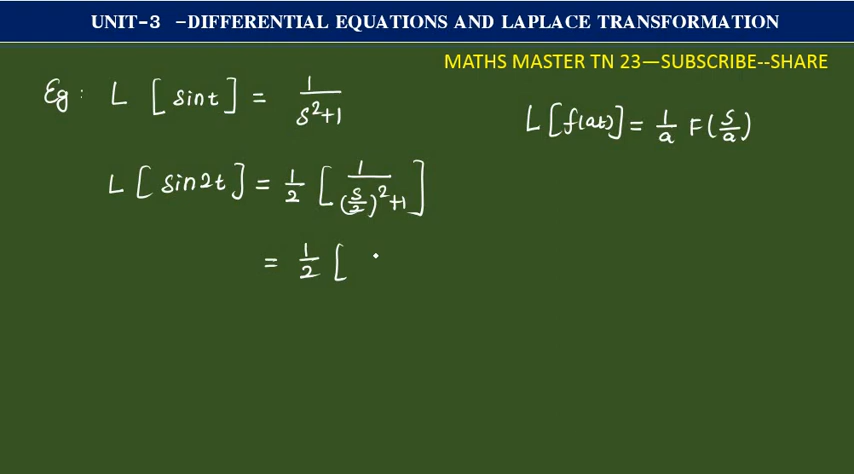 UNIT-3 –DIFFERENTIAL EQUATIONS AND LAPLACE TRANSFORMATION
MATHS MASTER TN 23—SUBSCRIBE--SHARE
Eg: L [sint] = 1/(s²+1)
L[f(at)] = 1/a F(s/a)
L [sin2t] = 1/2 [1/((s/2)²+1)]
= 1/2 [